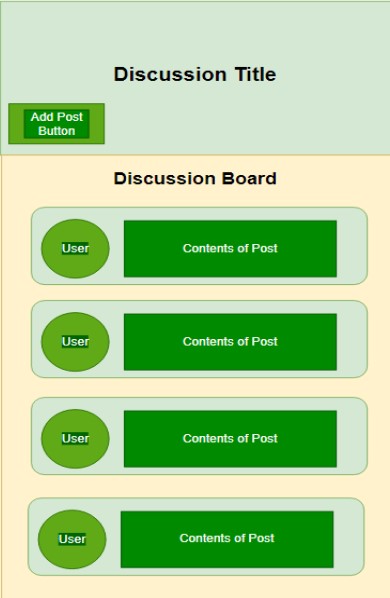 Discussion Title
Add Post
Button
Discussion Board
User
Contents of Post
User
Contents of Post
User
Contents of Post
User
Contents of Post